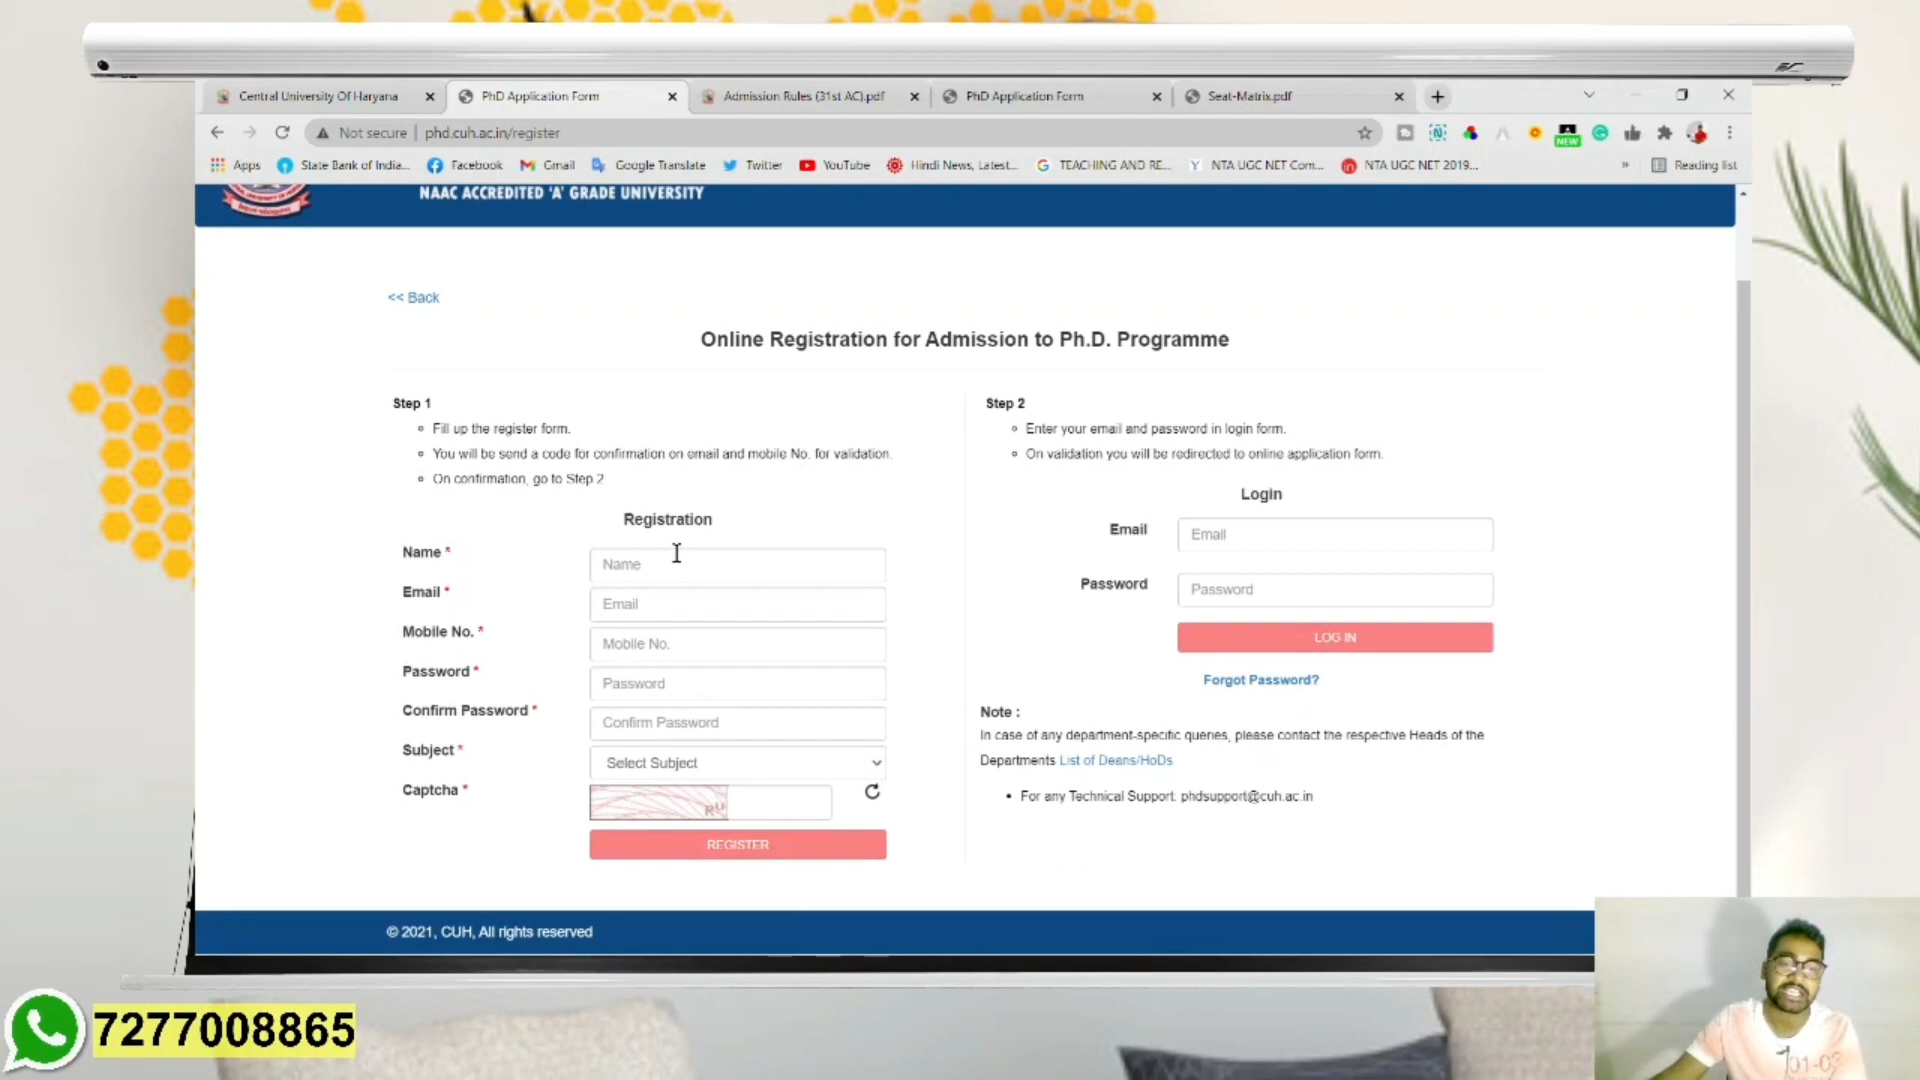 Central University Of Haryana
PhD Application Form
Admission Rules (31st AC).pdf
PhD Application Form
Seat-Matrix.pdf
Not secure
phd.cuh.ac.in/register
NEW
Apps
State Bank of India...
Facebook
Gmail
Google Translate
Twitter
YouTube
Hindi News, Latest...
TEACHING AND RE...
NTA UGC NET Com...
NTA UGC NET 2019...
»
Reading list
NAAC ACCREDITED 'A' GRADE UNIVERSITY
<< Back
Online Registration for Admission to Ph.D. Programme
Step 1
Fill up the register form.
You will be send a code for confirmation on email and mobile No. for validation.
On confirmation, go to Step 2
Registration
Name *
Name
Email *
Email
Mobile No. *
Mobile No.
Password *
Password
Confirm Password *
Confirm Password
Subject *
Select Subject
Captcha *
REGISTER
Step 2
Enter your email and password in login form.
On validation you will be redirected to online application form.
Login
Email
Email
Password
Password
LOG IN
Forgot Password?
Note :
In case of any department-specific queries, please contact the respective Heads of the
Departments List of Deans/HoDs
For any Technical Support: phdsupport@cuh.ac.in
© 2021, CUH, All rights reserved
7277008865